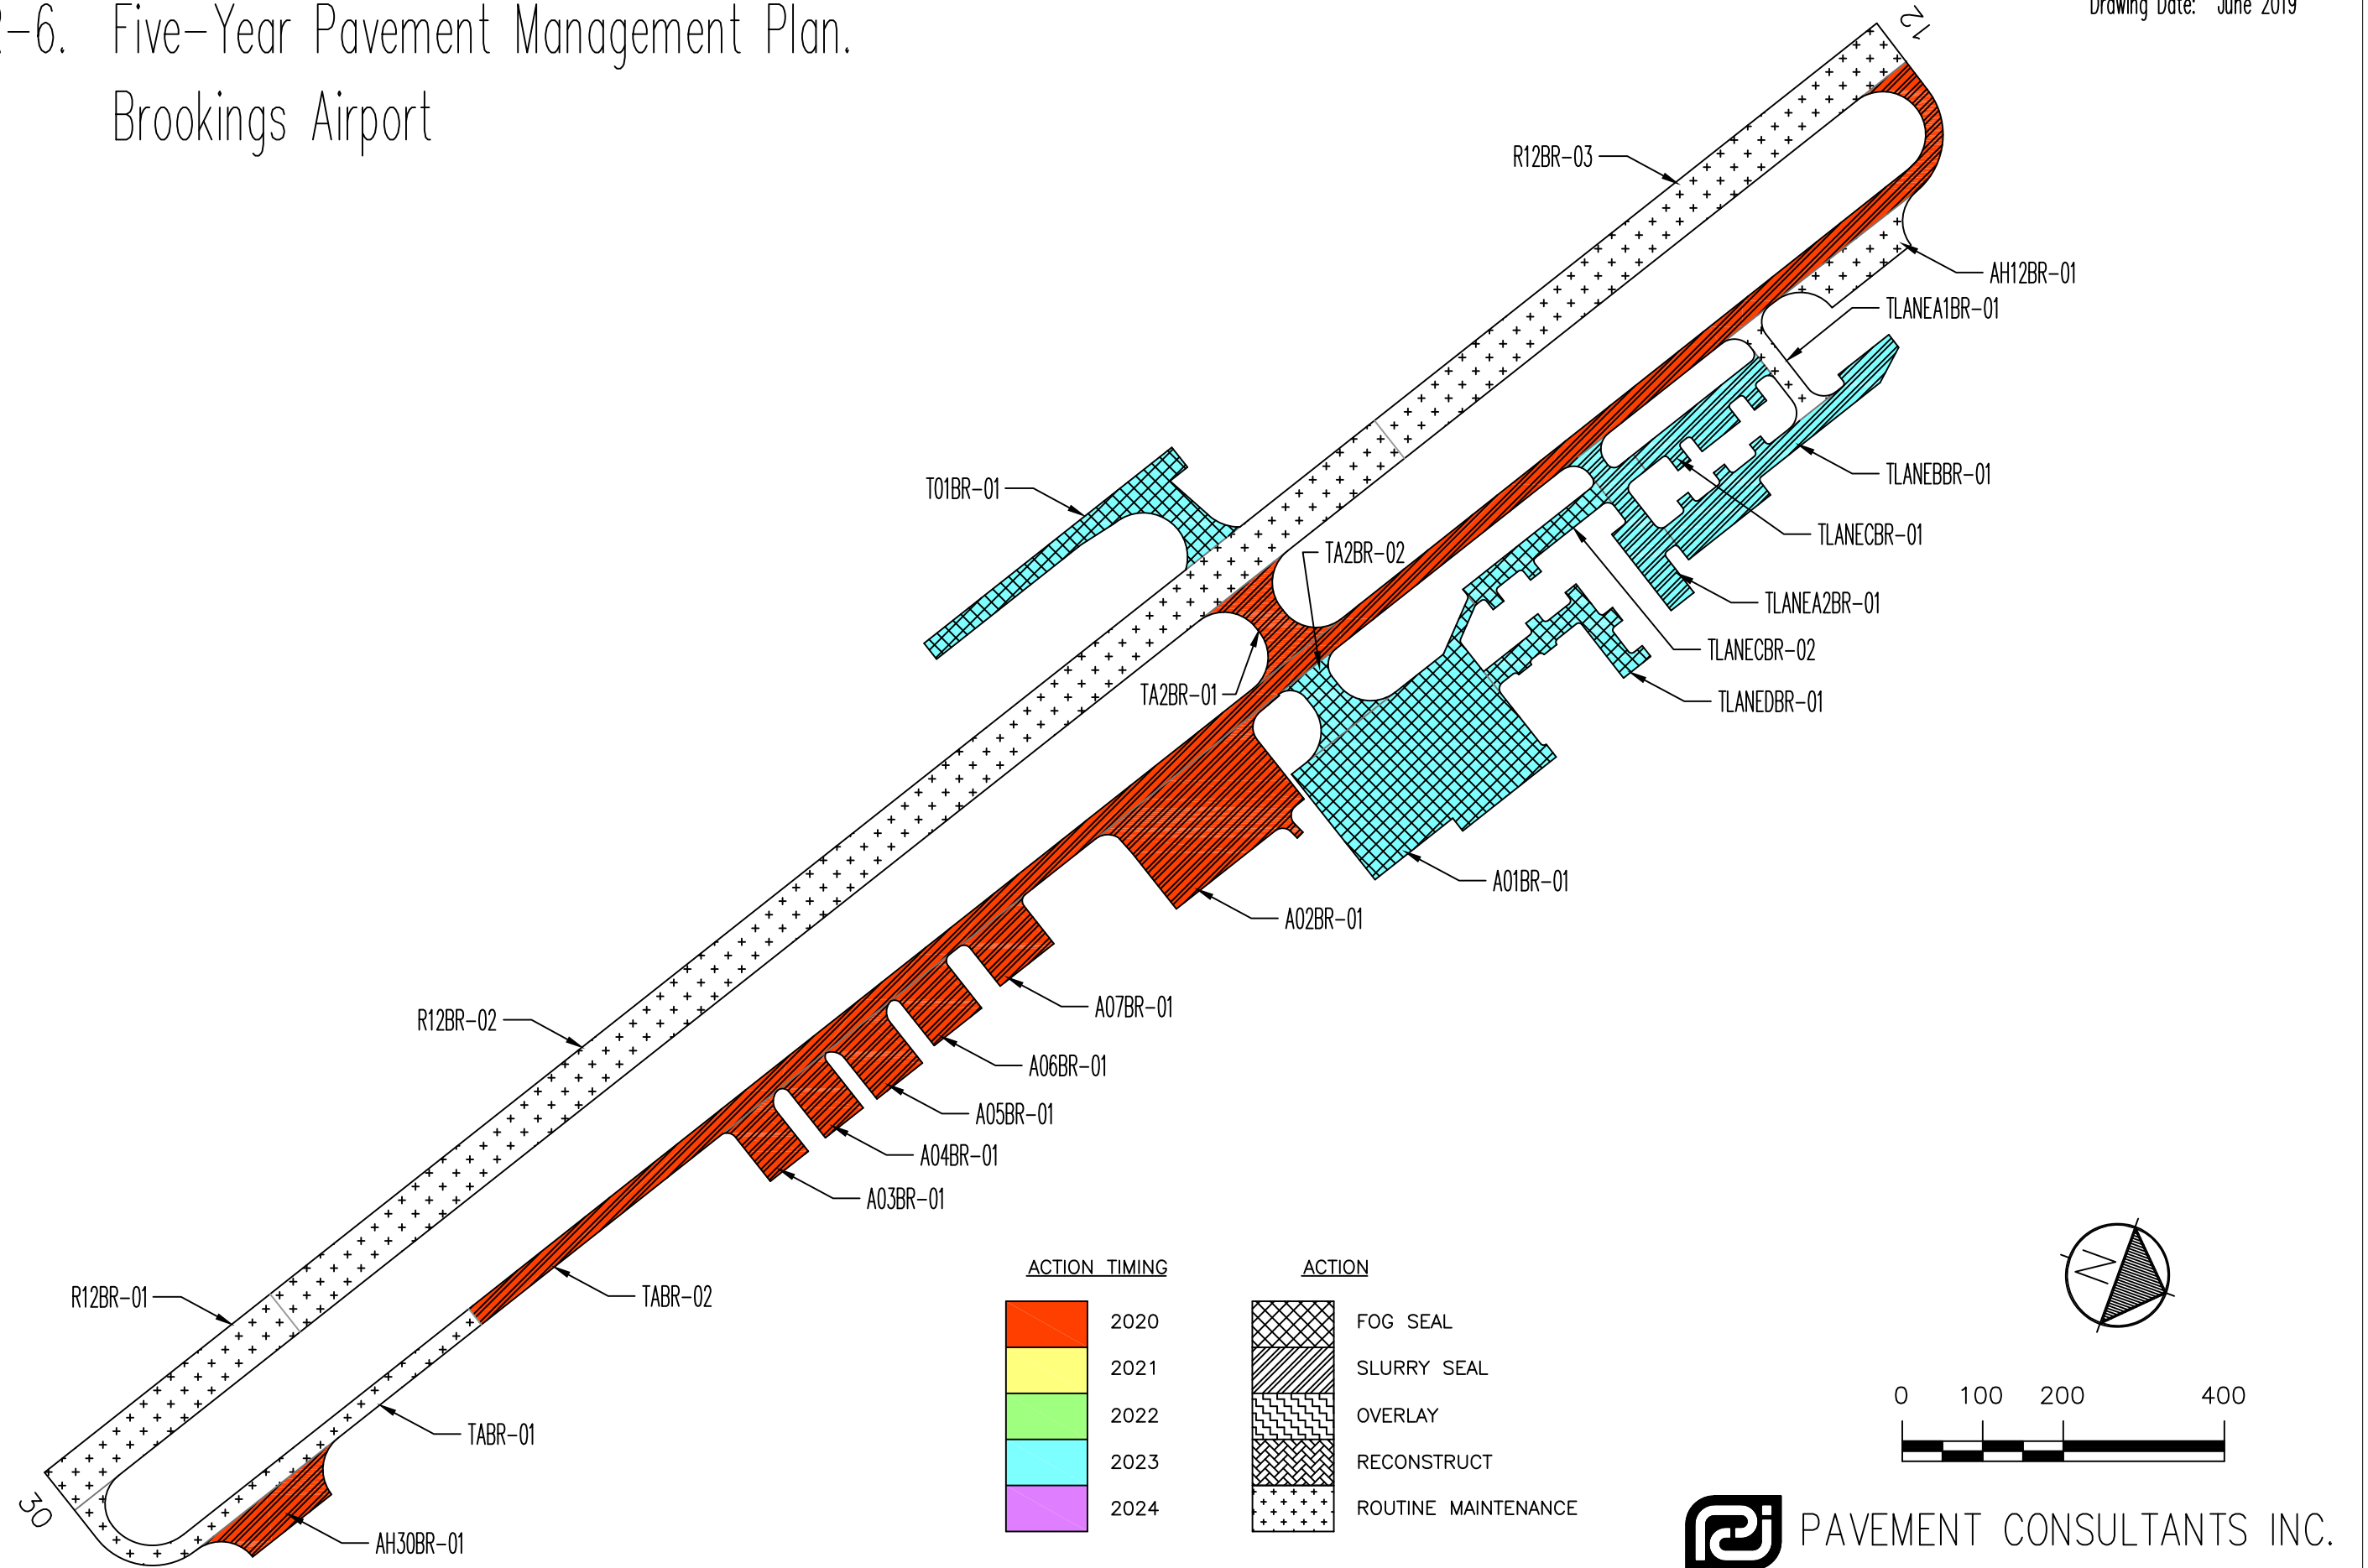 -6. Five-Year Pavement Management Plan.
Brookings Airport
Drawing Date: June 2019
12
R12BR-03
AH12BR-01
TLANEA1BR-01
T01BR-01
TLANEBBR-01
TLANECBR-01
TA2BR-02
TLANEA2BR-01
TLANECBR-02
TA2BR-01
TLANEDBR-01
A01BR-01
A02BR-01
A07BR-01
R12BR-02
A06BR-01
A05BR-01
A04BR-01
A03BR-01
R12BR-01
TABR-02
TABR-01
AH30BR-01
30
ACTION TIMING
2020
2021
2022
2023
2024
ACTION
FOG SEAL
SLURRY SEAL
OVERLAY
RECONSTRUCT
ROUTINE MAINTENANCE
N
0 100 200 400
PAVEMENT CONSULTANTS INC.